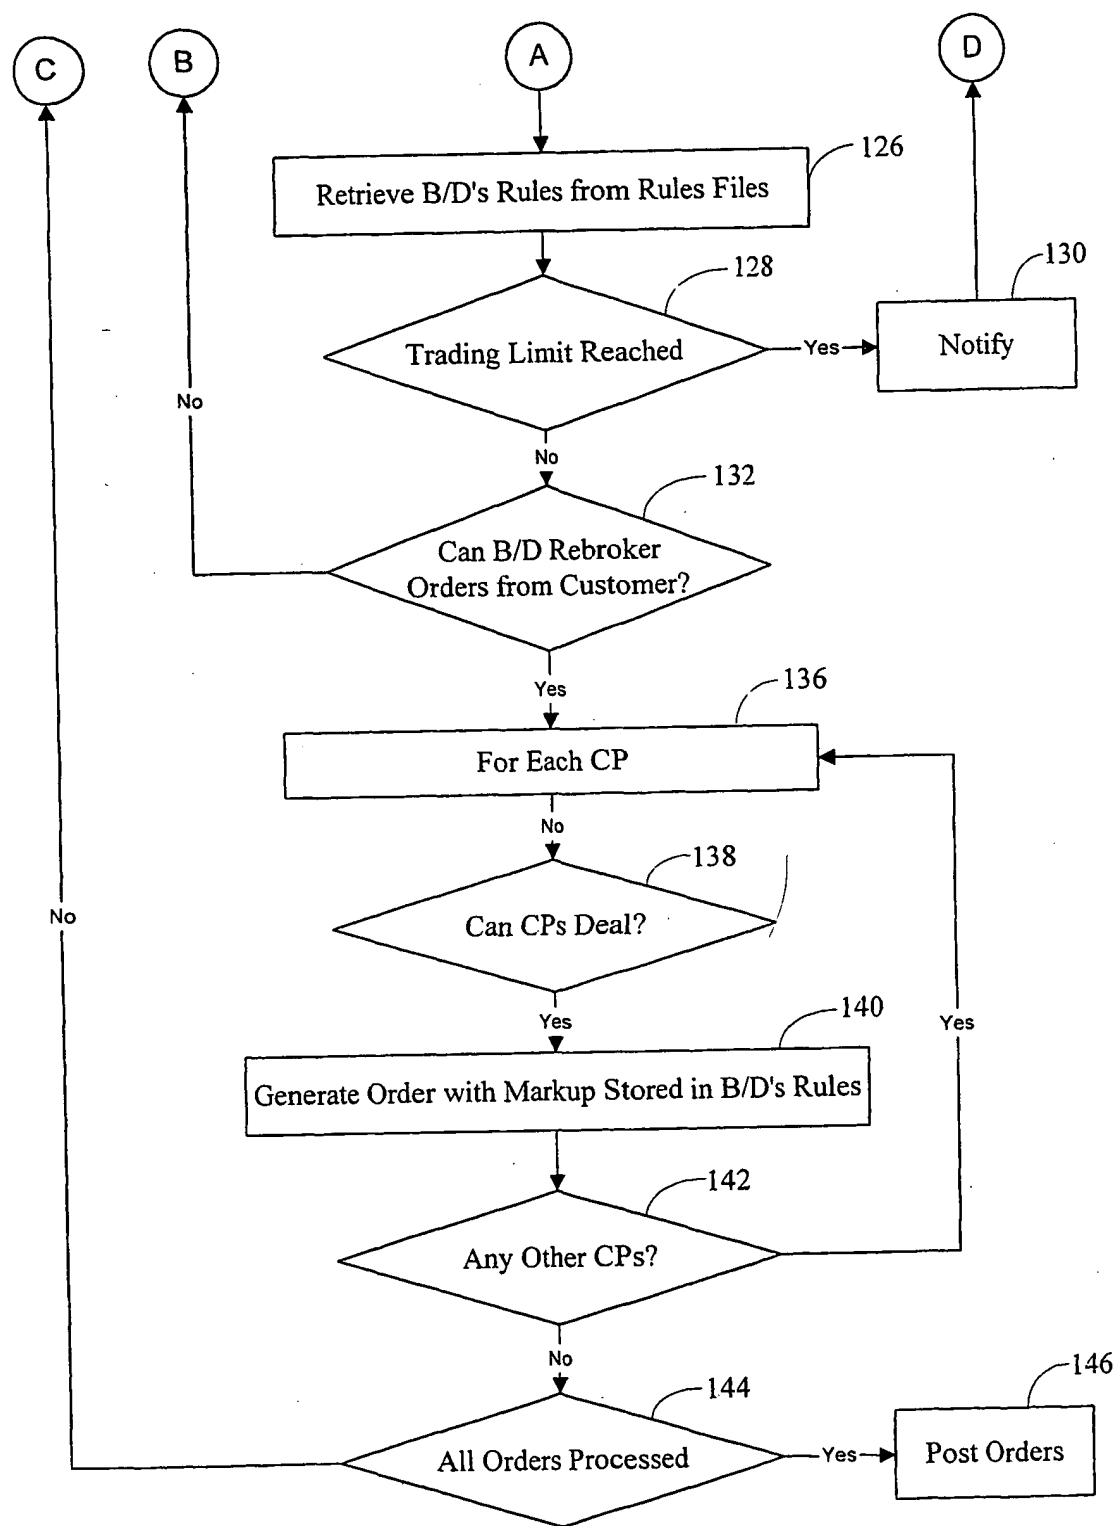 C
B
A
D
126
Retrieve B/D's Rules from Rules Files
128
130
Trading Limit Reached
Yes
Notify
No
No
132
Can B/D Rebroker
Orders from Customer?
Yes
136
For Each CP
No
138
No
Can CPs Deal?
Yes
140
Yes
Generate Order with Markup Stored in B/D's Rules
142
Any Other CPs?
No
144
146
All Orders Processed
Yes
Post Orders